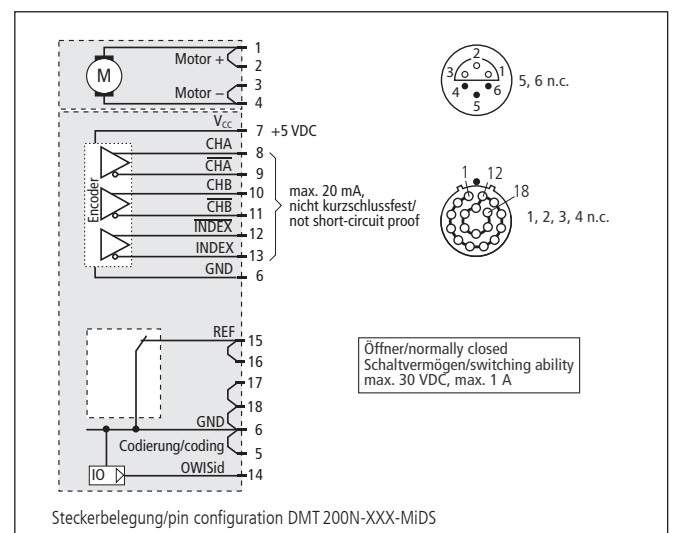 Motor +
1
2
M
Motor –
3
4
Vcc
7 +5 VDC
CHA
8
CHA
9
CHB
10
CHB
11
INDEX
12
INDEX
13
GND
6
Encoder
max. 20 mA,
nicht kurzschlussfest/
not short-circuit proof
REF
15
16
17
18
GND
6
Codierung/coding
5
IO
OWISid
14
2
3 1
4 6
5
5, 6 n.c.
1 12
18
1, 2, 3, 4 n.c.
Öffner/normally closed
Schaltvermögen/switching ability
max. 30 VDC, max. 1 A
Steckerbelegung/pin configuration DMT 200N-XXX-MiDS